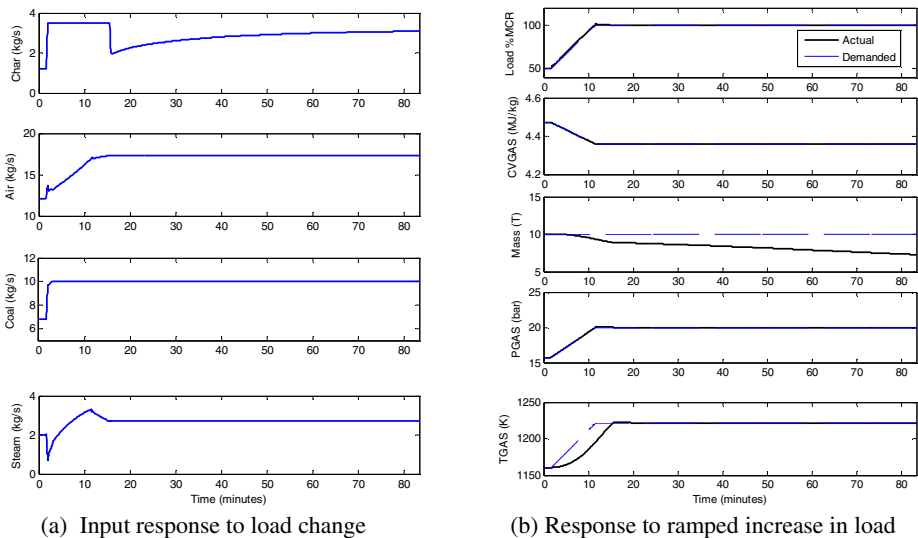 Char (kg/s)
4
2
0
0 10 20 30 40 50 60 70 80
Air (kg/s)
20
15
10
0 10 20 30 40 50 60 70 80
Coal (kg/s)
12
10
8
6
0 10 20 30 40 50 60 70 80
Steam (kg/s)
4
2
0
0 10 20 30 40 50 60 70 80
Time (minutes)
(a) Input response to load change
Load %MCR
100
50
Actual
Demanded
0 10 20 30 40 50 60 70 80
CVGAS (MJ/kg)
4.6
4.4
4.2
0 10 20 30 40 50 60 70 80
Mass (T)
15
10
5
0 10 20 30 40 50 60 70 80
PGAS (bar)
25
20
15
0 10 20 30 40 50 60 70 80
TGAS (K)
1250
1200
1150
0 10 20 30 40 50 60 70 80
Time (minutes)
(b) Response to ramped increase in load